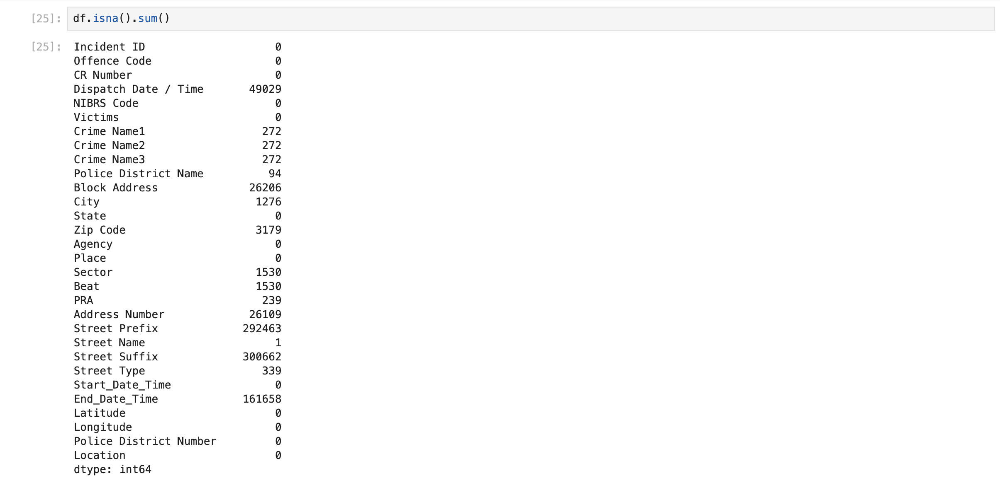 [25]: df.isna().sum()
[25]: Incident ID 0
Offence Code 0
CR Number 0
Dispatch Date / Time 49029
NIBRS Code 0
Victims 0
Crime Name1 272
Crime Name2 272
Crime Name3 272
Police District Name 94
Block Address 26206
City 1276
State 0
Zip Code 3179
Agency 0
Place 0
Sector 1530
Beat 1530
PRA 239
Address Number 26109
Street Prefix 292463
Street Name 1
Street Suffix 300662
Street Type 339
Start_Date_Time 0
End_Date_Time 161658
Latitude 0
Longitude 0
Police District Number 0
Location 0
dtype: int64